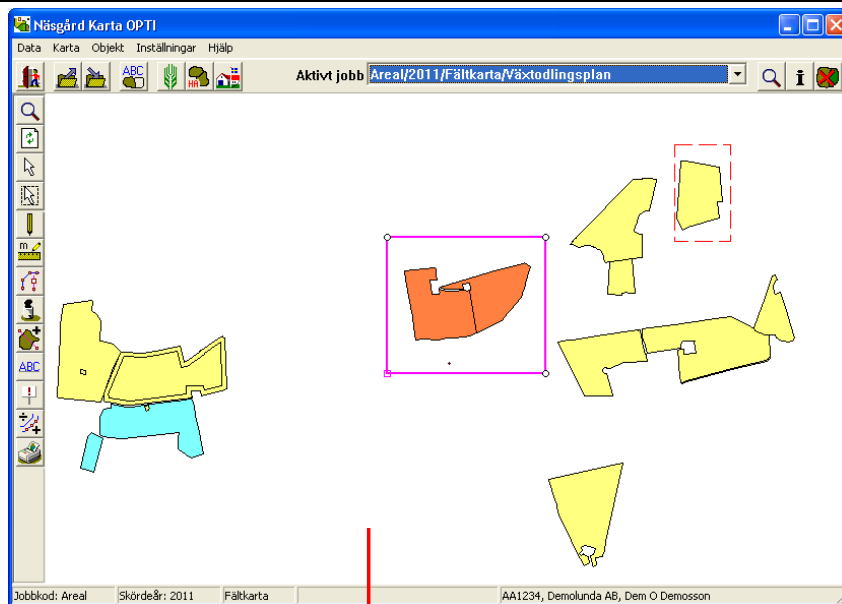 Näsgård Karta OPTI
Data Karta Objekt Inställningar Hjälp
ABC HA Aktivt jobb Areal/2011/Fältkarta/Växtodlingsplan i
m
ABC
Jobbkod: Areal Skördeår: 2011 Fältkarta AA1234, Demolunda AB, Dem O Demosson